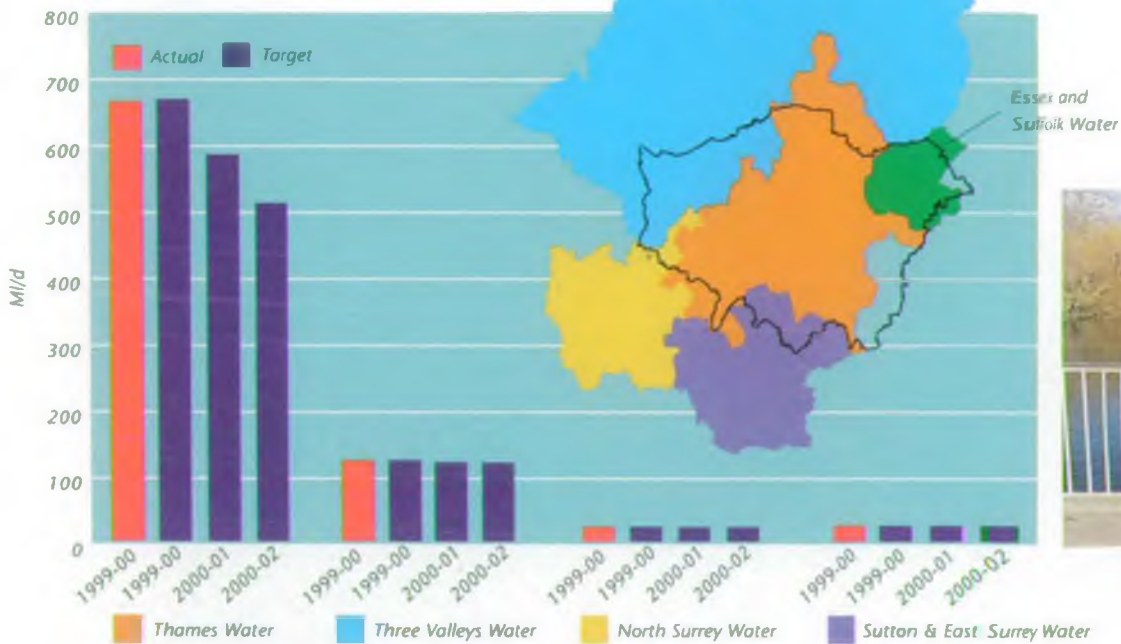 800
Actual
Target
700
Essex and
Suffolk Water
600
500
Ml/d
400
300
200
100
0
1999-00
1999-00
2000-01
2000-02
1999-00
1999-00
2000-01
2000-02
1999-00
1999-00
2000-01
2000-02
1999-00
1999-00
2000-01
2000-02
Thames Water
Three Valleys Water
North Surrey Water
Sutton & East Surrey Water